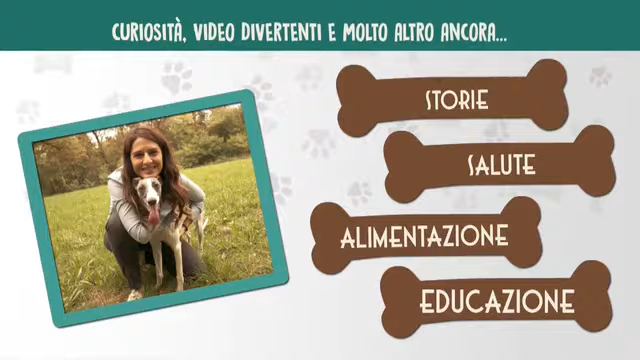 CURIOSITÀ, VIDEO DIVERTENTI E MOLTO ALTRO ANCORA...
STORIE
SALUTE
ALIMENTAZIONE
EDUCAZIONE